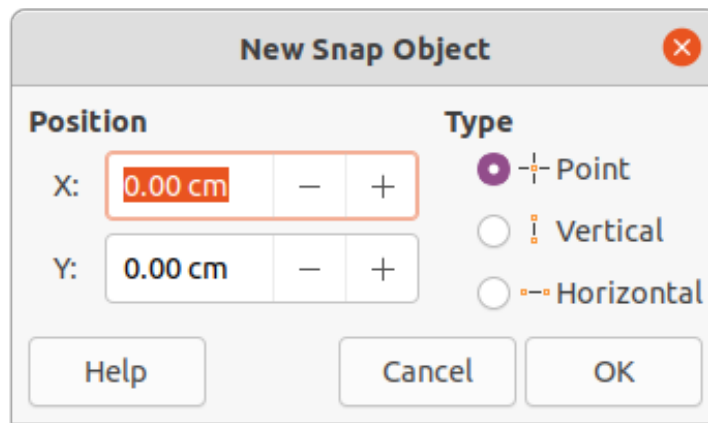 New Snap Object
Position
X: 0.00 cm
Y: 0.00 cm
Type
Point
Vertical
Horizontal
Help Cancel OK